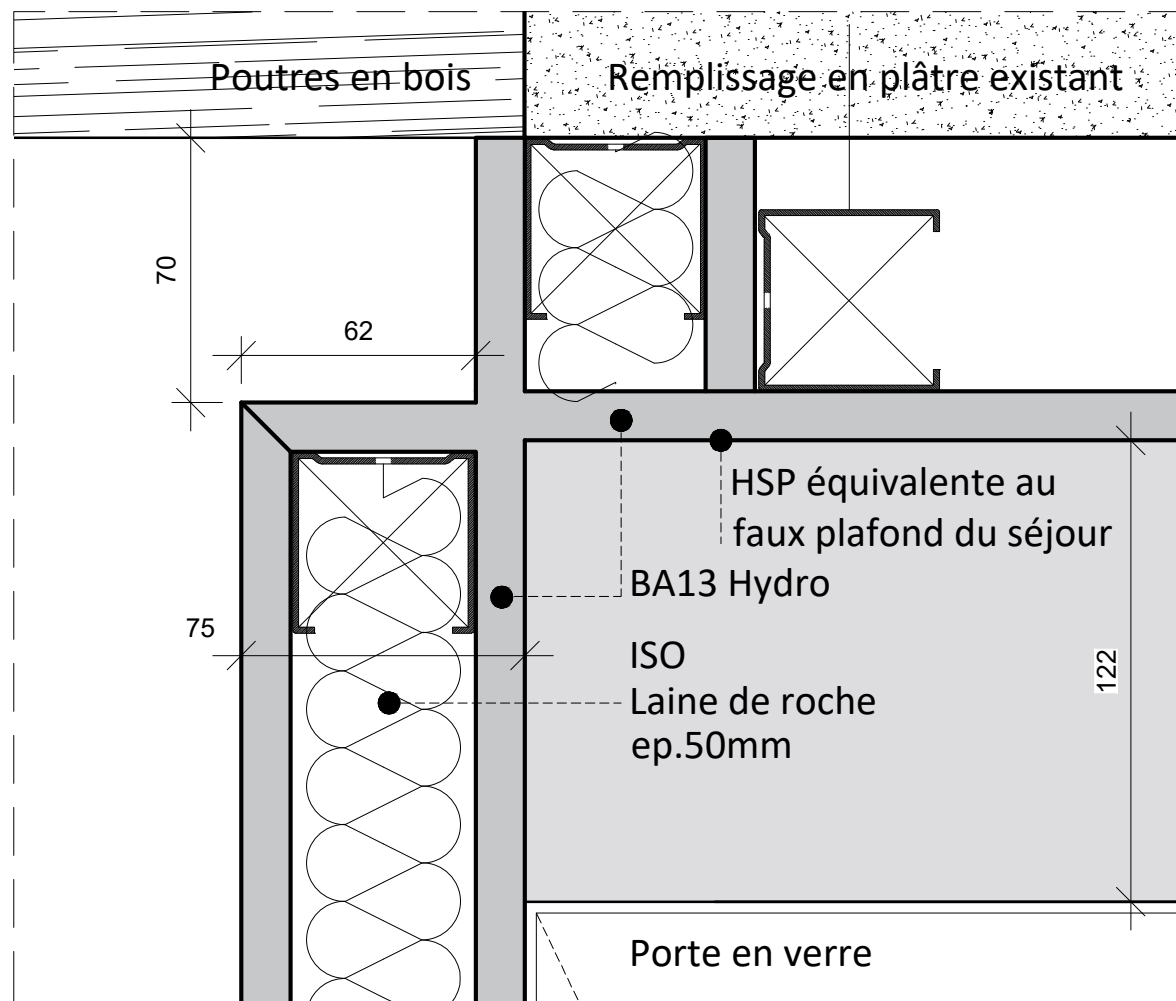 Poutres en bois
Remplissage en plâtre existant
70
62
HSP équivalente au
faux plafond du séjour
BA13 Hydro
75
ISO
Laine de roche
ep.50mm
122
Porte en verre